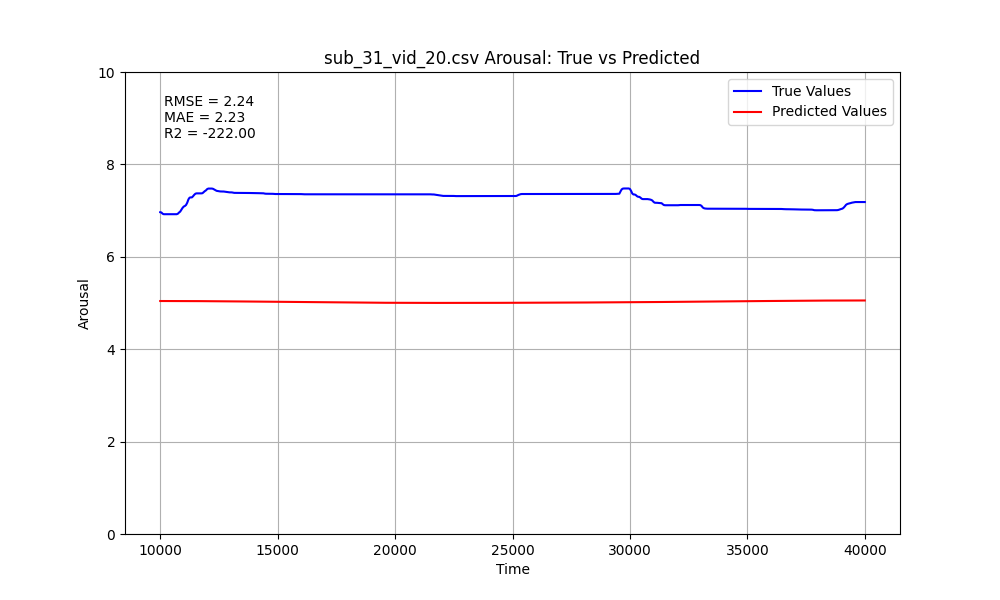 sub_31_vid_20.csv Arousal: True vs Predicted
RMSE = 2.24
MAE = 2.23
R2 = -222.00
True Values
Predicted Values
10
8
6
4
2
0
Arousal
10000
15000
20000
25000
30000
35000
40000
Time